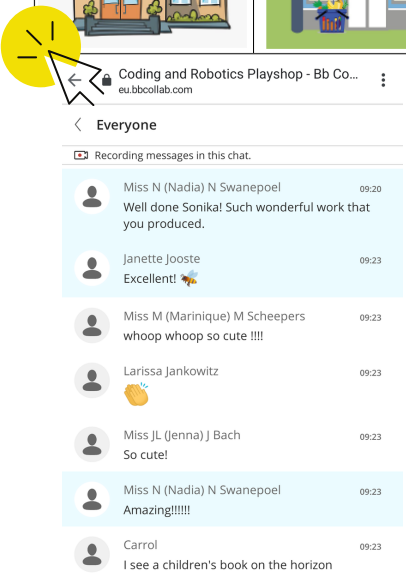 Coding and Robotics Playshop - Bb Co...
eu.bbcollab.com
Everyone
Recording messages in this chat.
Miss N (Nadia) N Swanepoel 09:20
Well done Sonika! Such wonderful work that
you produced.
Janette Jooste 09:23
Excellent! 🐝
Miss M (Marinique) M Scheepers 09:23
whoop whoop so cute !!!!
Larissa Jankowitz 09:23
👏
Miss JL (Jenna) J Bach 09:23
So cute!
Miss N (Nadia) N Swanepoel 09:23
Amazing!!!!!!
Carrol 09:23
I see a children's book on the horizon